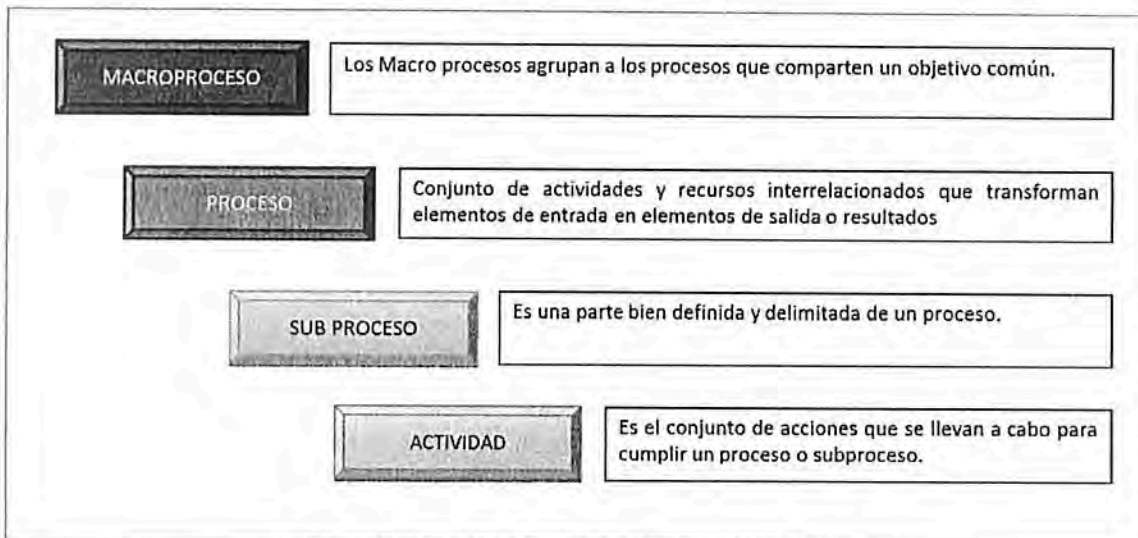 MACROPROCESO
Los Macro procesos agrupan a los procesos que comparten un objetivo común.
PROCESO
Conjunto de actividades y recursos interrelacionados que transforman
elementos de entrada en elementos de salida o resultados
SUB PROCESO
Es una parte bien definida y delimitada de un proceso.
ACTIVIDAD
Es el conjunto de acciones que se llevan a cabo para
cumplir un proceso o subproceso.